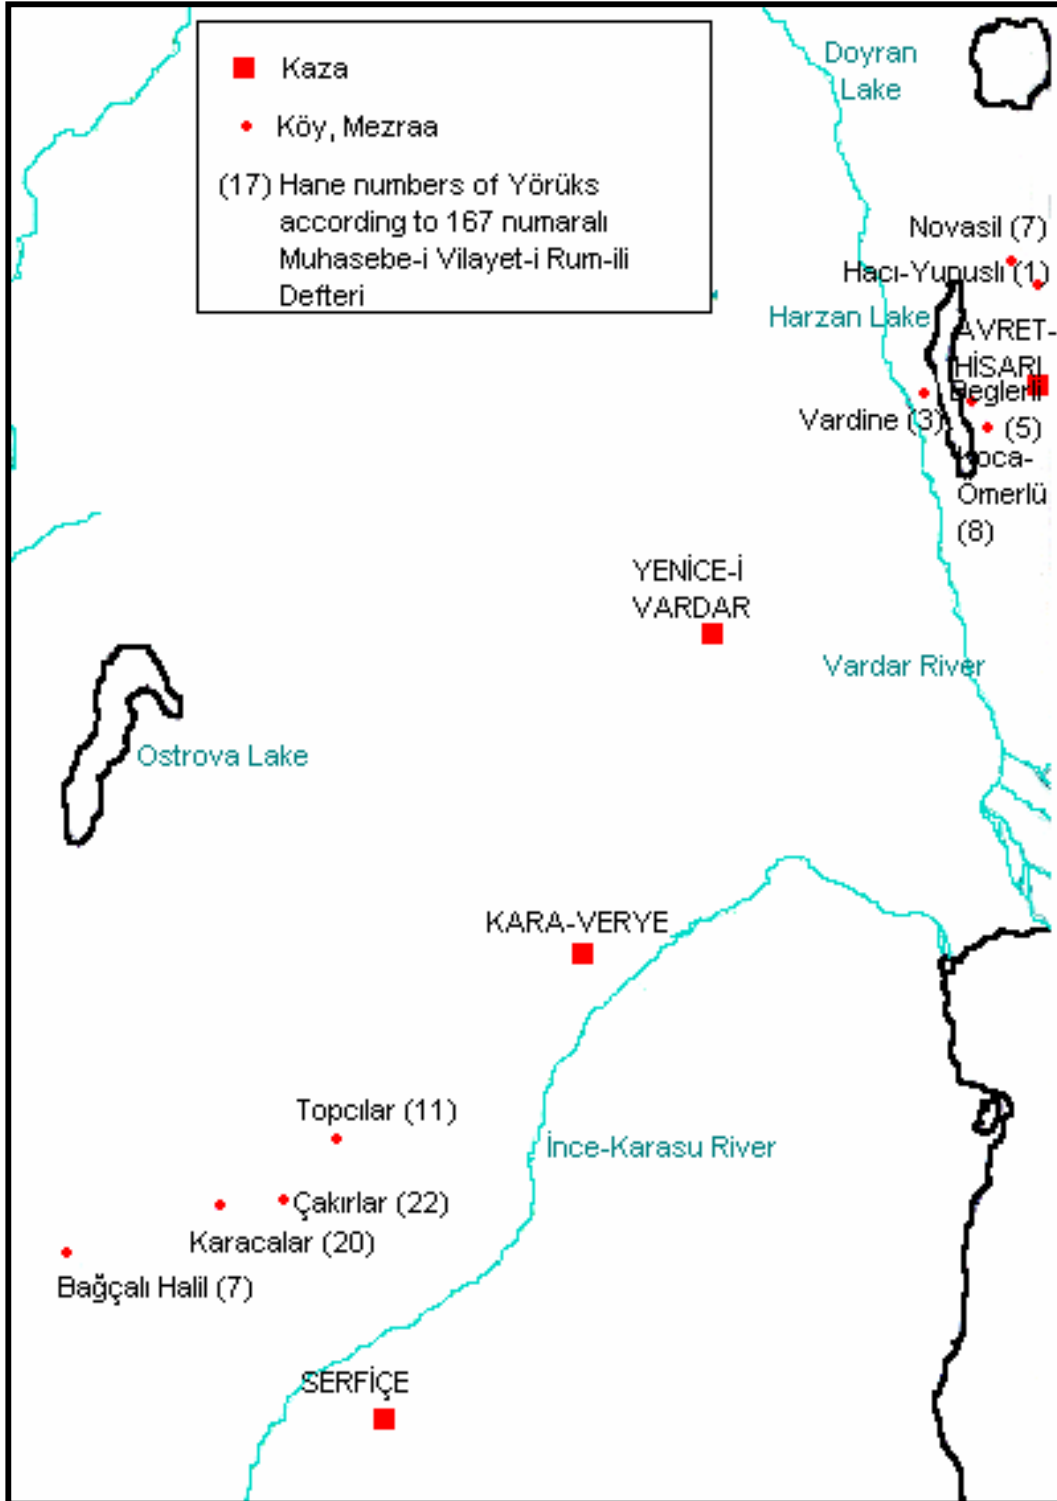 Kaza
Köy, Mezraa
(17) Hane numbers of Yörüks
according to 167 numaralı
Muhasebe-i Vilayet-i Rum-ili
Defteri
Doyran
Lake
Novasil (7)
Hacı-Yunuslı (1)
Harzan Lake
AVRET-
HİSARI
Beglerli
(5)
Vardine (3)
Koca-
Ömerlü
(8)
YENİCE-İ
VARDAR
Vardar River
Ostrova Lake
KARA-VERYE
Topcılar (11)
İnce-Karasu River
Çakırlar (22)
Karacalar (20)
Bağçalı Halil (7)
SERFİÇE